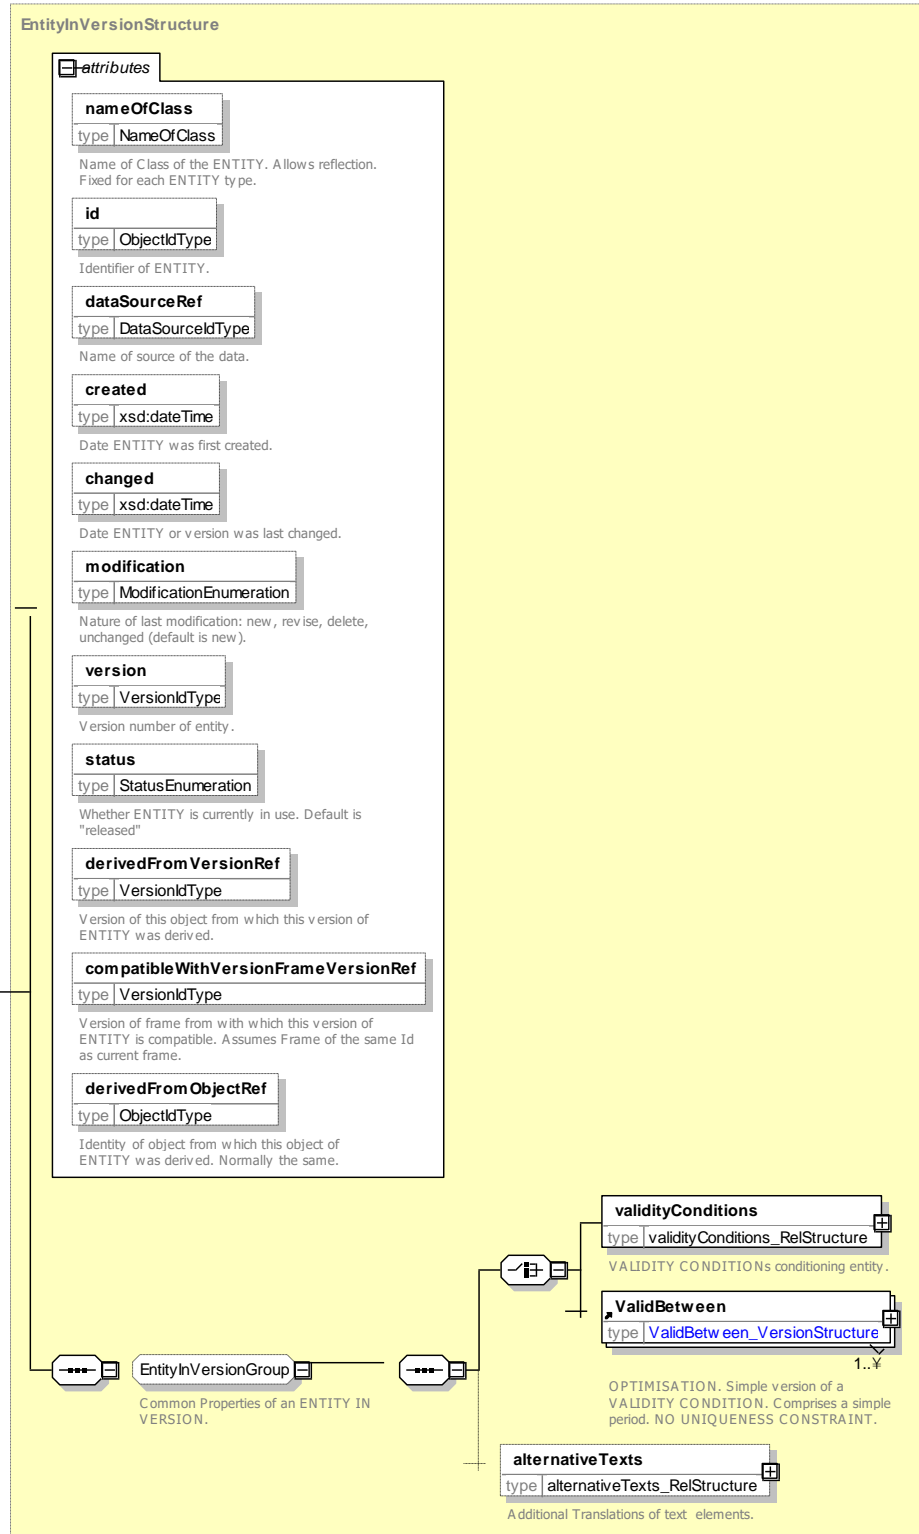 EntityInVersionStructure
attributes
nameOfClass
type NameOfClass
Name of Class of the ENTITY. Allows reflection.
Fixed for each ENTITY type.
id
type ObjectIdType
Identifier of ENTITY.
dataSourceRef
type DataSourceIdType
Name of source of the data.
created
type xsd:dateTime
Date ENTITY was first created.
changed
type xsd:dateTime
Date ENTITY or version was last changed.
modification
type ModificationEnumeration
Nature of last modification: new, revise, delete,
unchanged (default is new).
version
type VersionIdType
Version number of entity.
status
type StatusEnumeration
Whether ENTITY is currently in use. Default is
"released"
derivedFromVersionRef
type VersionIdType
Version of this object from which this version of
ENTITY was derived.
compatibleWithVersionFrameVersionRef
type VersionIdType
Version of frame from with which this version of
ENTITY is compatible. Assumes Frame of the same Id
as current frame.
derivedFromObjectRef
type ObjectIdType
Identity of object from which this object of
ENTITY was derived. Normally the same.
validityConditions
type validityConditions_RelStructure
VALIDITY CONDITIONs conditioning entity.
ValidBetween
type ValidBetween_VersionStructure
1..¥
OPTIMISATION. Simple version of a
VALIDITY CONDITION. Comprises a simple
period. NO UNIQUENESS CONSTRAINT.
EntityInVersionGroup
Common Properties of an ENTITY IN
VERSION.
alternativeTexts
type alternativeTexts_RelStructure
Additional Translations of text elements.